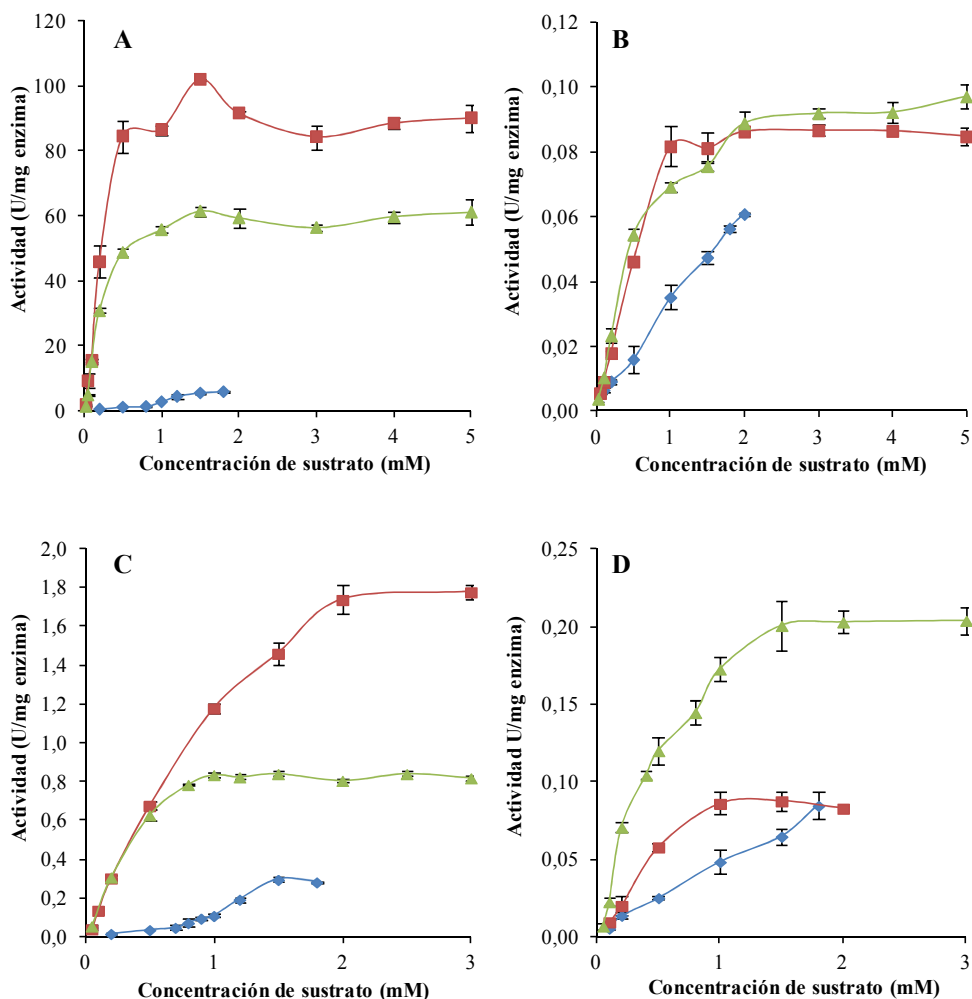 A
Actividad (U/mg enzima)
120
100
80
60
40
20
0
0 1 2 3 4 5
Concentración de sustrato (mM)
B
Actividad (U/mg enzima)
0,12
0,10
0,08
0,06
0,04
0,02
0,00
0 1 2 3 4 5
Concentración de sustrato (mM)
C
Actividad (U/mg enzima)
2,0
1,8
1,6
1,4
1,2
1,0
0,8
0,6
0,4
0,2
0,0
0 1 2 3
Concentración de sustrato (mM)
D
Actividad U/mg enzima)
0,25
0,20
0,15
0,10
0,05
0,00
0 1 2 3
Concentración de sustrato (mM)